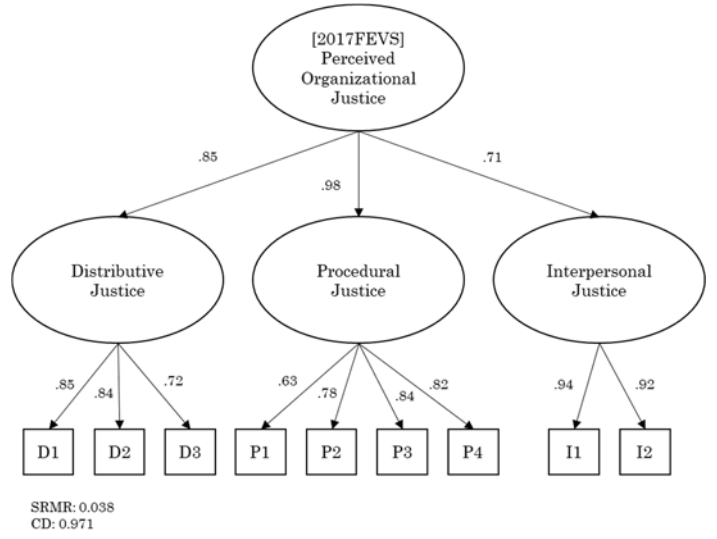 [2017FEVS]
Perceived
Organizational
Justice
.85
.98
.71
Distributive
Justice
Procedural
Justice
Interpersonal
Justice
.85
.84
.72
.63
.78
.84
.82
.94
.92
D1
D2
D3
P1
P2
P3
P4
I1
I2
SRMR: 0.038
CD: 0.971